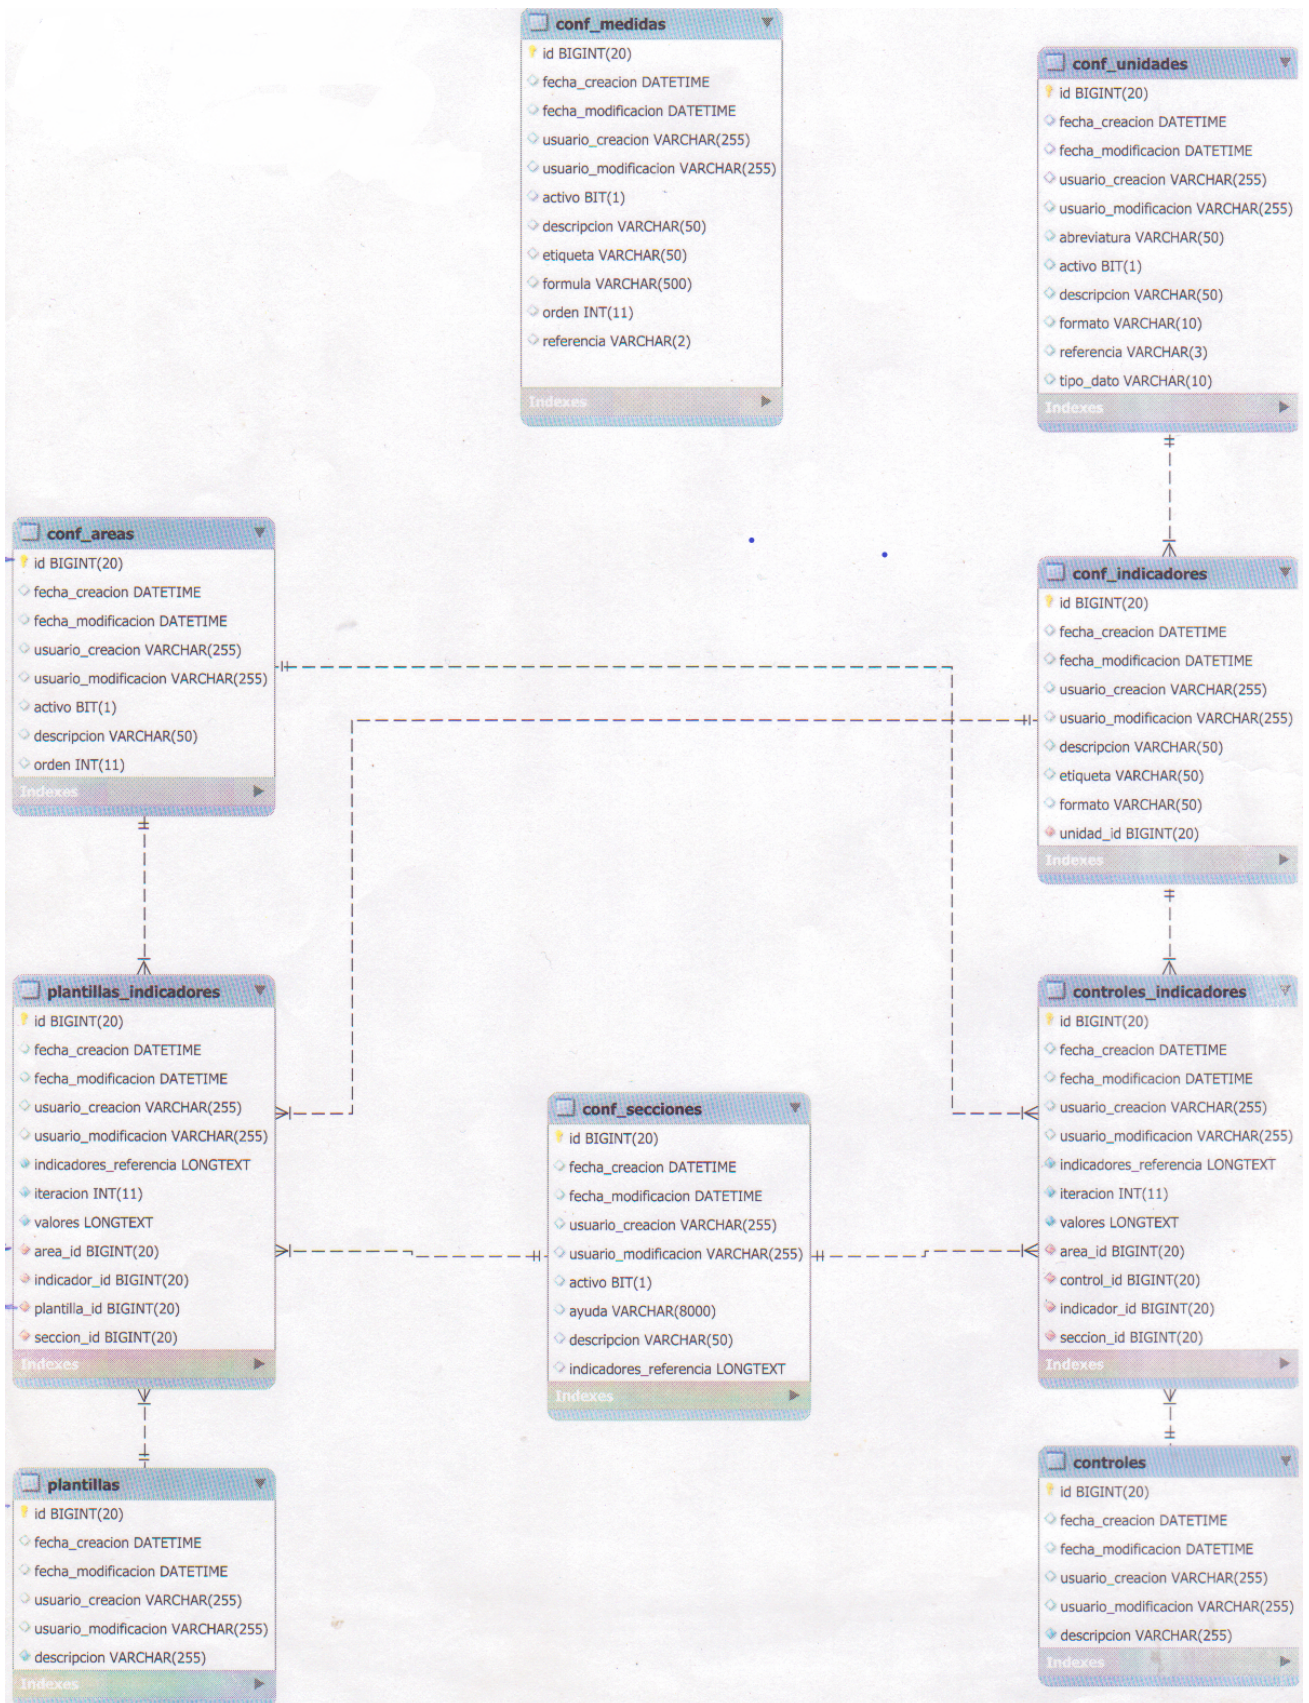 conf_medidas
id BIGINT(20)
fecha_creacion DATETIME
fecha_modificacion DATETIME
usuario_creacion VARCHAR(255)
usuario_modificacion VARCHAR(255)
activo BIT(1)
descripcion VARCHAR(50)
etiqueta VARCHAR(50)
formula VARCHAR(500)
orden INT(11)
referencia VARCHAR(2)
Indexes
conf_unidades
id BIGINT(20)
fecha_creacion DATETIME
fecha_modificacion DATETIME
usuario_creacion VARCHAR(255)
usuario_modificacion VARCHAR(255)
abreviatura VARCHAR(50)
activo BIT(1)
descripcion VARCHAR(50)
formato VARCHAR(10)
referencia VARCHAR(3)
tipo_dato VARCHAR(10)
Indexes
conf_areas
id BIGINT(20)
fecha_creacion DATETIME
fecha_modificacion DATETIME
usuario_creacion VARCHAR(255)
usuario_modificacion VARCHAR(255)
activo BIT(1)
descripcion VARCHAR(50)
orden INT(11)
Indexes
conf_indicadores
id BIGINT(20)
fecha_creacion DATETIME
fecha_modificacion DATETIME
usuario_creacion VARCHAR(255)
usuario_modificacion VARCHAR(255)
descripcion VARCHAR(50)
etiqueta VARCHAR(50)
formato VARCHAR(50)
unidad_id BIGINT(20)
Indexes
plantillas_indicadores
id BIGINT(20)
fecha_creacion DATETIME
fecha_modificacion DATETIME
usuario_creacion VARCHAR(255)
usuario_modificacion VARCHAR(255)
indicadores_referencia LONGTEXT
iteracion INT(11)
valores LONGTEXT
area_id BIGINT(20)
indicador_id BIGINT(20)
plantilla_id BIGINT(20)
seccion_id BIGINT(20)
Indexes
conf_secciones
id BIGINT(20)
fecha_creacion DATETIME
fecha_modificacion DATETIME
usuario_creacion VARCHAR(255)
usuario_modificacion VARCHAR(255)
activo BIT(1)
ayuda VARCHAR(8000)
descripcion VARCHAR(50)
indicadores_referencia LONGTEXT
Indexes
controles_indicadores
id BIGINT(20)
fecha_creacion DATETIME
fecha_modificacion DATETIME
usuario_creacion VARCHAR(255)
usuario_modificacion VARCHAR(255)
indicadores_referencia LONGTEXT
iteracion INT(11)
valores LONGTEXT
area_id BIGINT(20)
control_id BIGINT(20)
indicador_id BIGINT(20)
seccion_id BIGINT(20)
Indexes
plantillas
id BIGINT(20)
fecha_creacion DATETIME
fecha_modificacion DATETIME
usuario_creacion VARCHAR(255)
usuario_modificacion VARCHAR(255)
descripcion VARCHAR(255)
Indexes
controles
id BIGINT(20)
fecha_creacion DATETIME
fecha_modificacion DATETIME
usuario_creacion VARCHAR(255)
usuario_modificacion VARCHAR(255)
descripcion VARCHAR(255)
Indexes